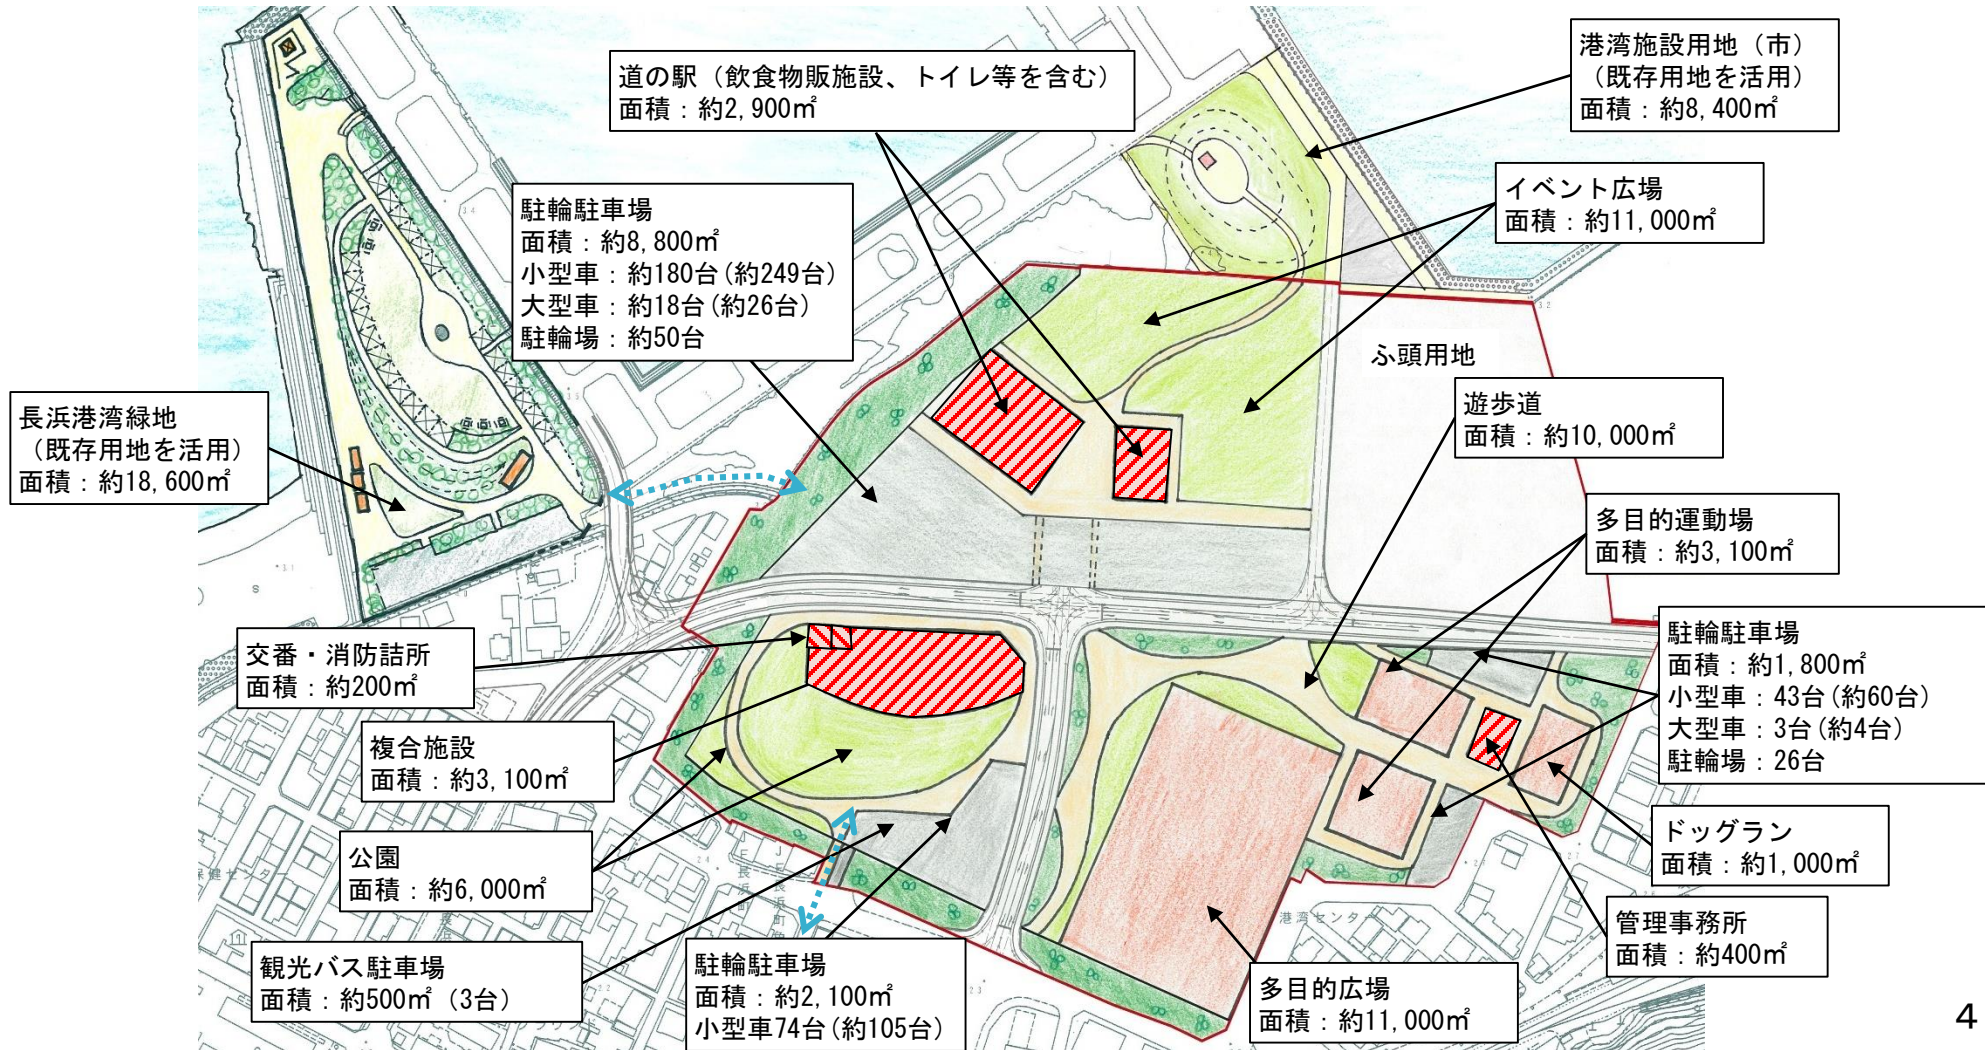 道の駅（飲食物販施設、トイレ等を含む）
面積：約2,900㎡
港湾施設用地（市）
（既存用地を活用）
面積：約8,400㎡
イベント広場
面積：約11,000㎡
駐輪駐車場
面積：約8,800㎡
小型車：約180台(約249台)
大型車：約18台(約26台)
駐輪場：約50台
ふ頭用地
遊歩道
面積：約10,000㎡
長浜港湾緑地
（既存用地を活用）
面積：約18,600㎡
多目的運動場
面積：約3,100㎡
交番・消防詰所
面積：約200㎡
駐輪駐車場
面積：約1,800㎡
小型車：43台(約60台)
大型車：3台(約4台)
駐輪場：26台
複合施設
面積：約3,100㎡
公園
面積：約6,000㎡
ドッグラン
面積：約1,000㎡
管理事務所
面積：約400㎡
観光バス駐車場
面積：約500㎡（3台）
駐輪駐車場
面積：約2,100㎡
小型車74台(約105台)
多目的広場
面積：約11,000㎡
港湾センター
4